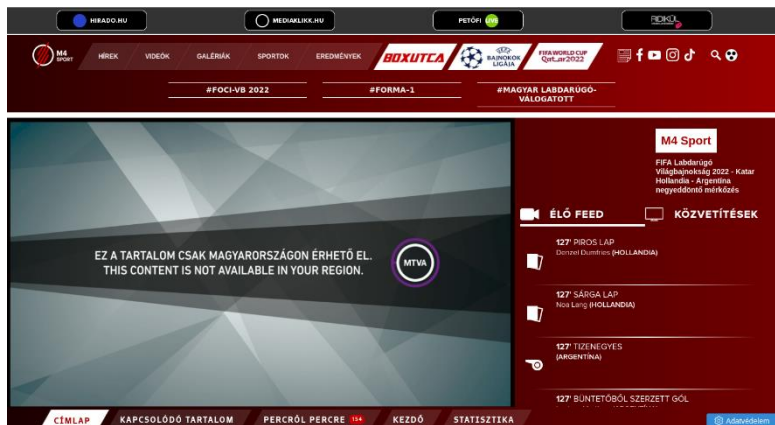 HIRADO.HU
MEDIAKLIKK.HU
PETŐFI LIVE
RIDIKÜL
M4 SPORT
HÍREK
VIDEÓK
GALÉRIÁK
SPORTOK
EREDMÉNYEK
BOXUTCA
BAJNOKOK LIGÁJA
FIFA WORLD CUP
Qatar2022
#FOCI-VB 2022
#FORMA-1
#MAGYAR LABDARÚGÓ-
VÁLOGATOTT
EZ A TARTALOM CSAK MAGYARORSZÁGON ÉRHETŐ EL.
THIS CONTENT IS NOT AVAILABLE IN YOUR REGION.
MTVA
M4 Sport
FIFA Labdarúgó
Világbajnokság 2022 - Katar
Hollandia - Argentína
negyeddöntő mérkőzés
ÉLŐ FEED
KÖZVETÍTÉSEK
127' PIROS LAP
Denzel Dumfries (HOLLANDIA)
127' SÁRGA LAP
Noa Lang (HOLLANDIA)
127' TIZENEGYES
(ARGENTÍNA)
127' BÜNTETŐBŐL SZERZETT GÓL
CÍMLAP
KAPCSOLÓDÓ TARTALOM
PERCRŐL PERCRE 154
KEZDŐ
STATISZTIKA
Adatvédelem